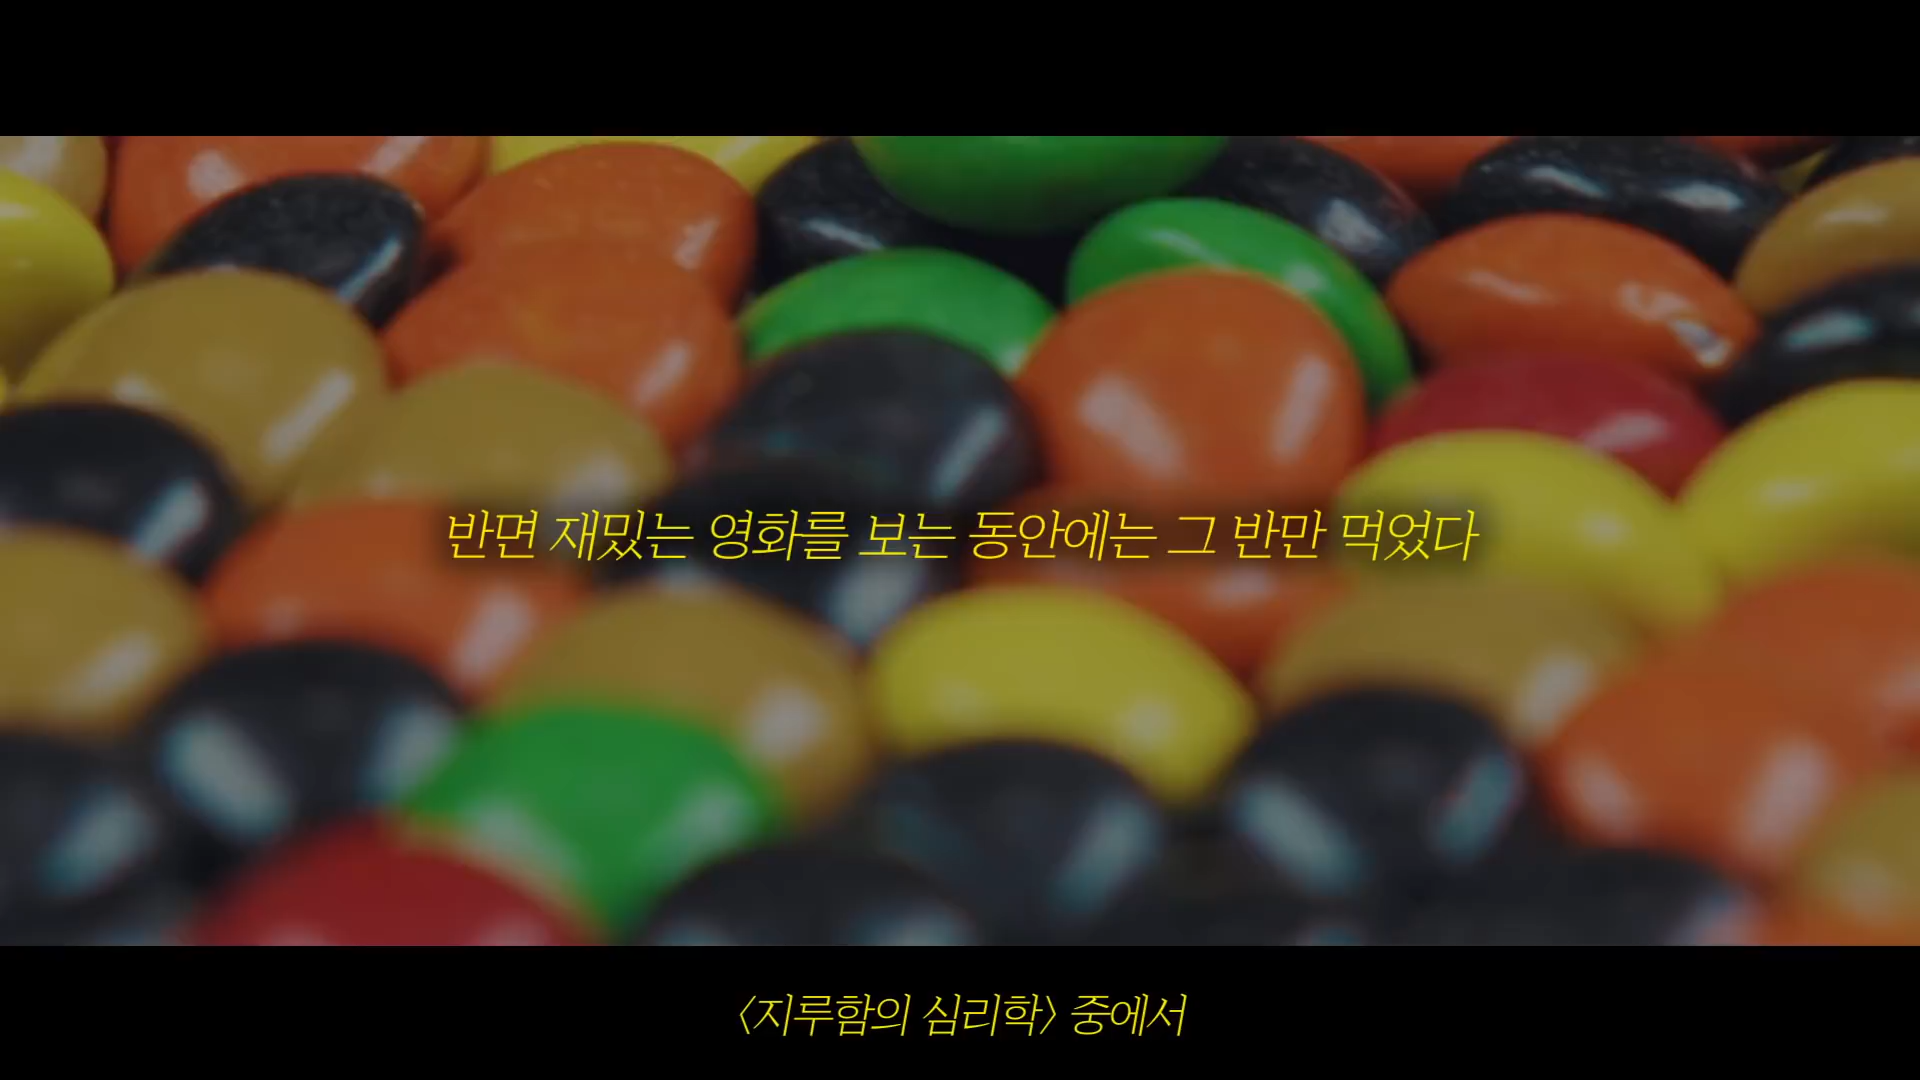 반면 재밌는 영화를 보는 동안에는 그 반만 먹었다
〈지루함의 심리학〉 중에서